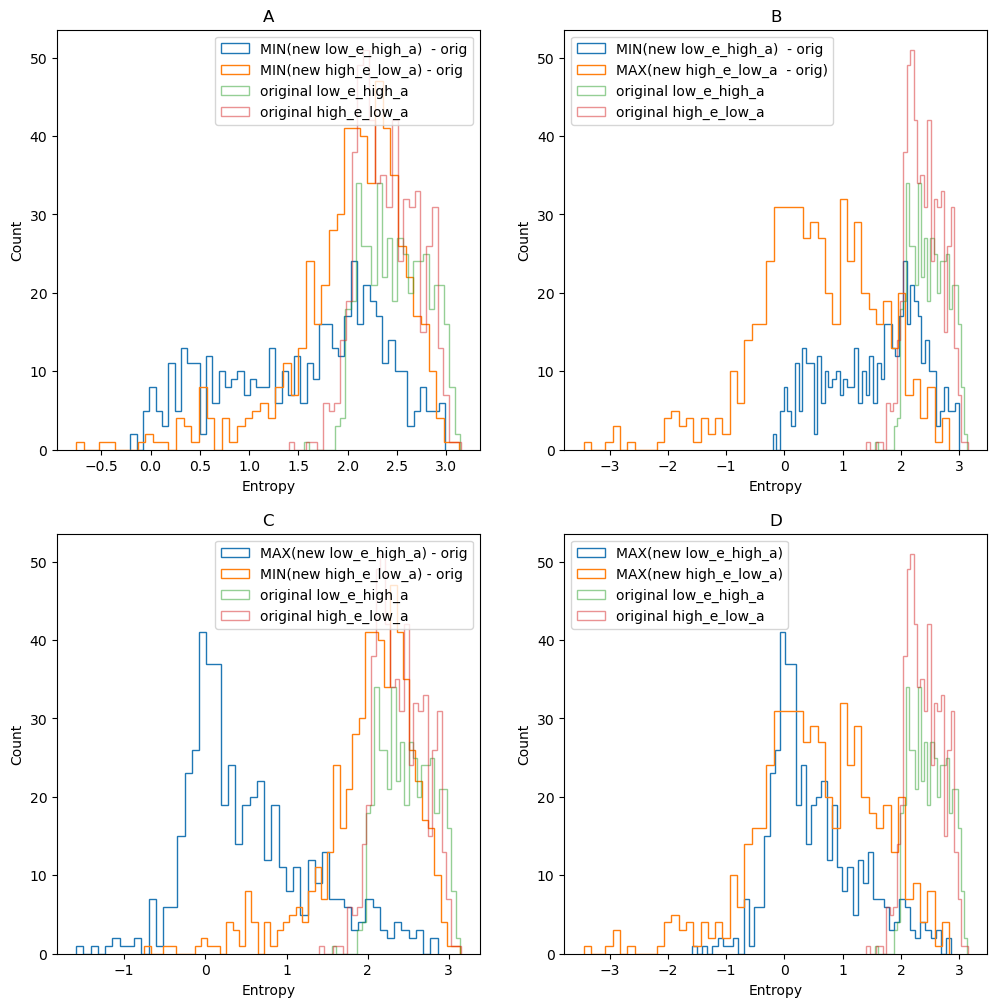 A
MIN(new low_e_high_a)  - orig
MIN(new high_e_low_a) - orig
original low_e_high_a
original high_e_low_a
Count
50
40
30
20
10
0
−0.5 0.0 0.5 1.0 1.5 2.0 2.5 3.0
Entropy
B
MIN(new low_e_high_a)  - orig
MAX(new high_e_low_a  - orig)
original low_e_high_a
original high_e_low_a
Count
50
40
30
20
10
0
−3 −2 −1 0 1 2 3
Entropy
C
MAX(new low_e_high_a) - orig
MIN(new high_e_low_a) - orig
original low_e_high_a
original high_e_low_a
Count
50
40
30
20
10
0
−1 0 1 2 3
Entropy
D
MAX(new low_e_high_a)
MAX(new high_e_low_a)
original low_e_high_a
original high_e_low_a
Count
50
40
30
20
10
0
−3 −2 −1 0 1 2 3
Entropy